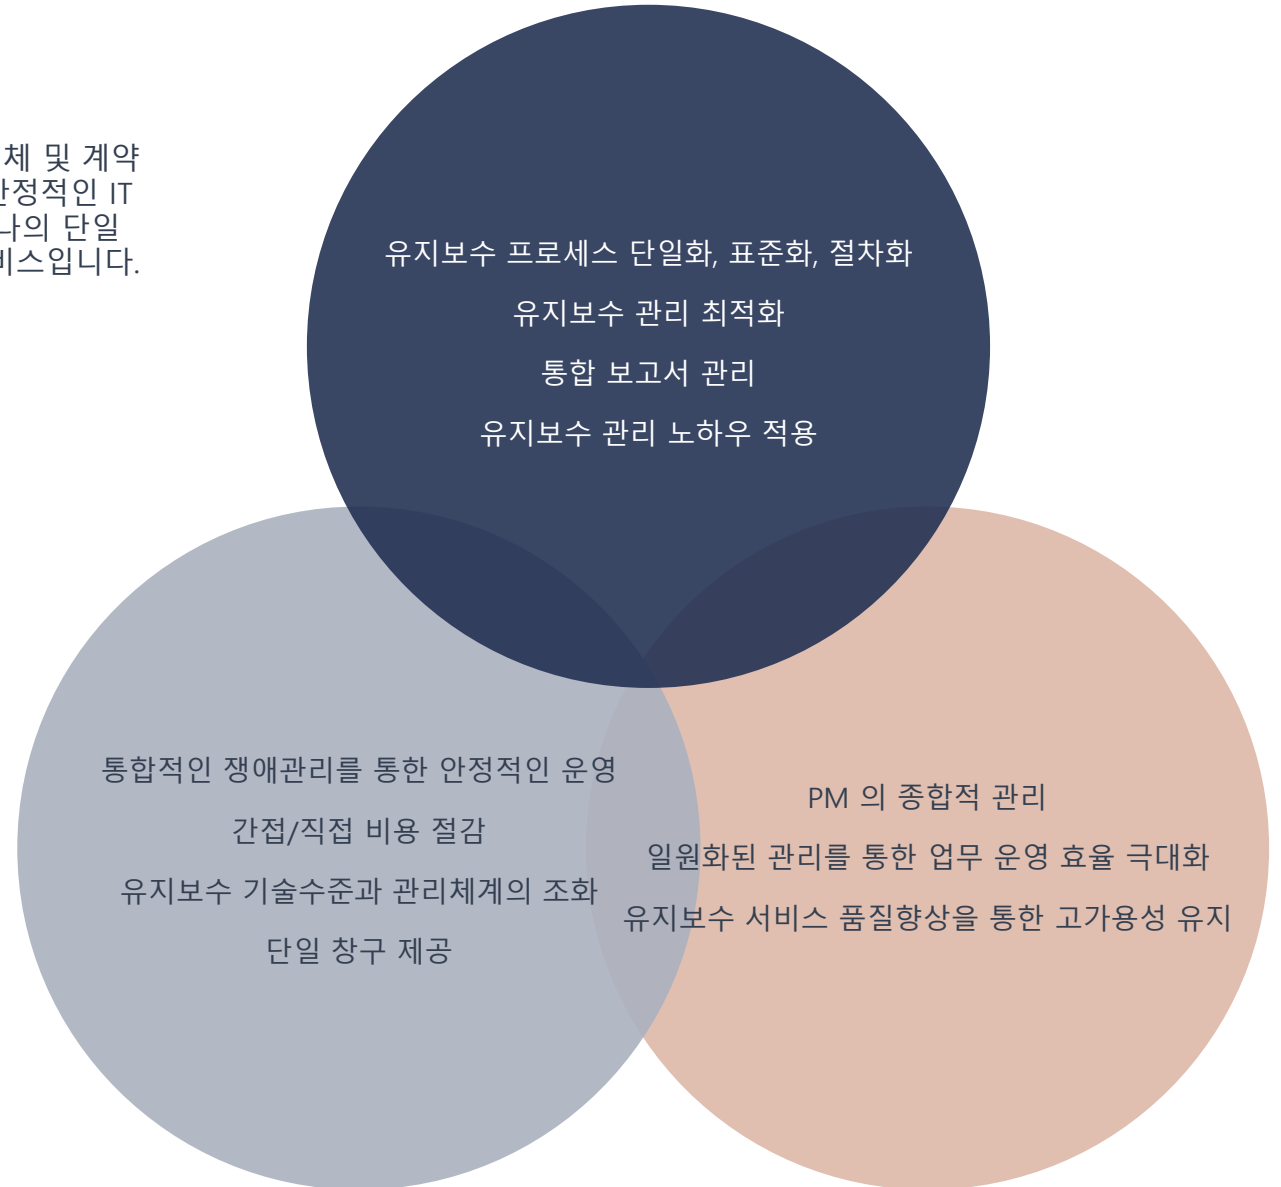 체 및 계약
안정적인 IT
나의 단일
비스입니다.
유지보수 프로세스 단일화, 표준화, 절차화
유지보수 관리 최적화
통합 보고서 관리
유지보수 관리 노하우 적용
통합적인 쟁애관리를 통한 안정적인 운영
간접/직접 비용 절감
유지보수 기술수준과 관리체계의 조화
단일 창구 제공
PM 의 종합적 관리
일원화된 관리를 통한 업무 운영 효율 극대화
유지보수 서비스 품질향상을 통한 고가용성 유지